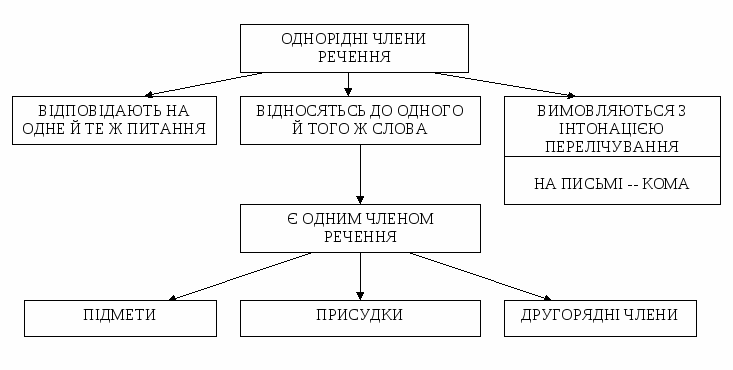 ОДНОРІДНІ ЧЛЕНИ
РЕЧЕННЯ
ВІДПОВІДАЮТЬ НА
ОДНЕ Й ТЕ Ж ПИТАННЯ
ВІДНОСЯТЬСЬ ДО ОДНОГО
Й ТОГО Ж СЛОВА
ВИМОВЛЯЮТЬСЯ З
ІНТОНАЦІЄЮ
ПЕРЕЛІЧУВАННЯ
НА ПИСЬМІ -- КОМА
Є ОДНИМ ЧЛЕНОМ
РЕЧЕННЯ
ПІДМЕТИ
ПРИСУДКИ
ДРУГОРЯДНІ ЧЛЕНИ